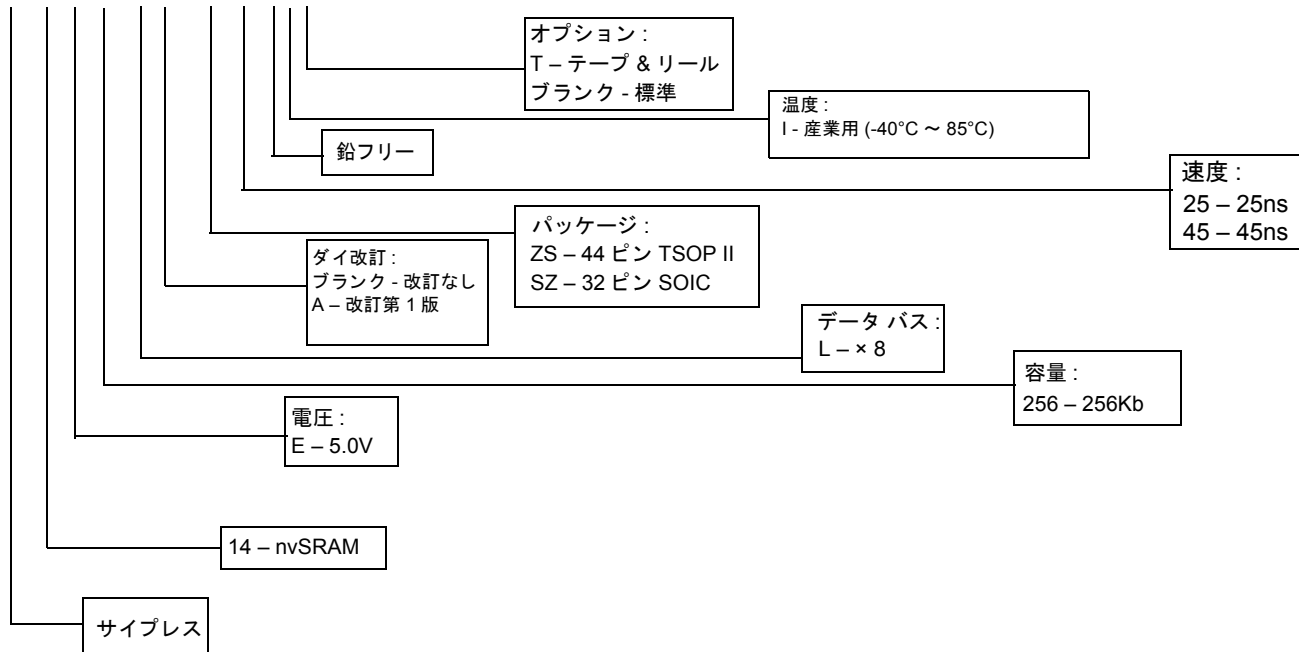 オプション :
T – テープ & リール
ブランク - 標準
温度 :
I - 産業用 (-40°C ～ 85°C)
鉛フリー
速度 :
25 – 25ns
45 – 45ns
パッケージ :
ZS – 44 ピン TSOP II
SZ – 32 ピン SOIC
ダイ改訂 :
ブランク - 改訂なし
A – 改訂第 1 版
データ バス :
L – × 8
容量 :
256 – 256Kb
電圧 :
E – 5.0V
14 – nvSRAM
サイプレス